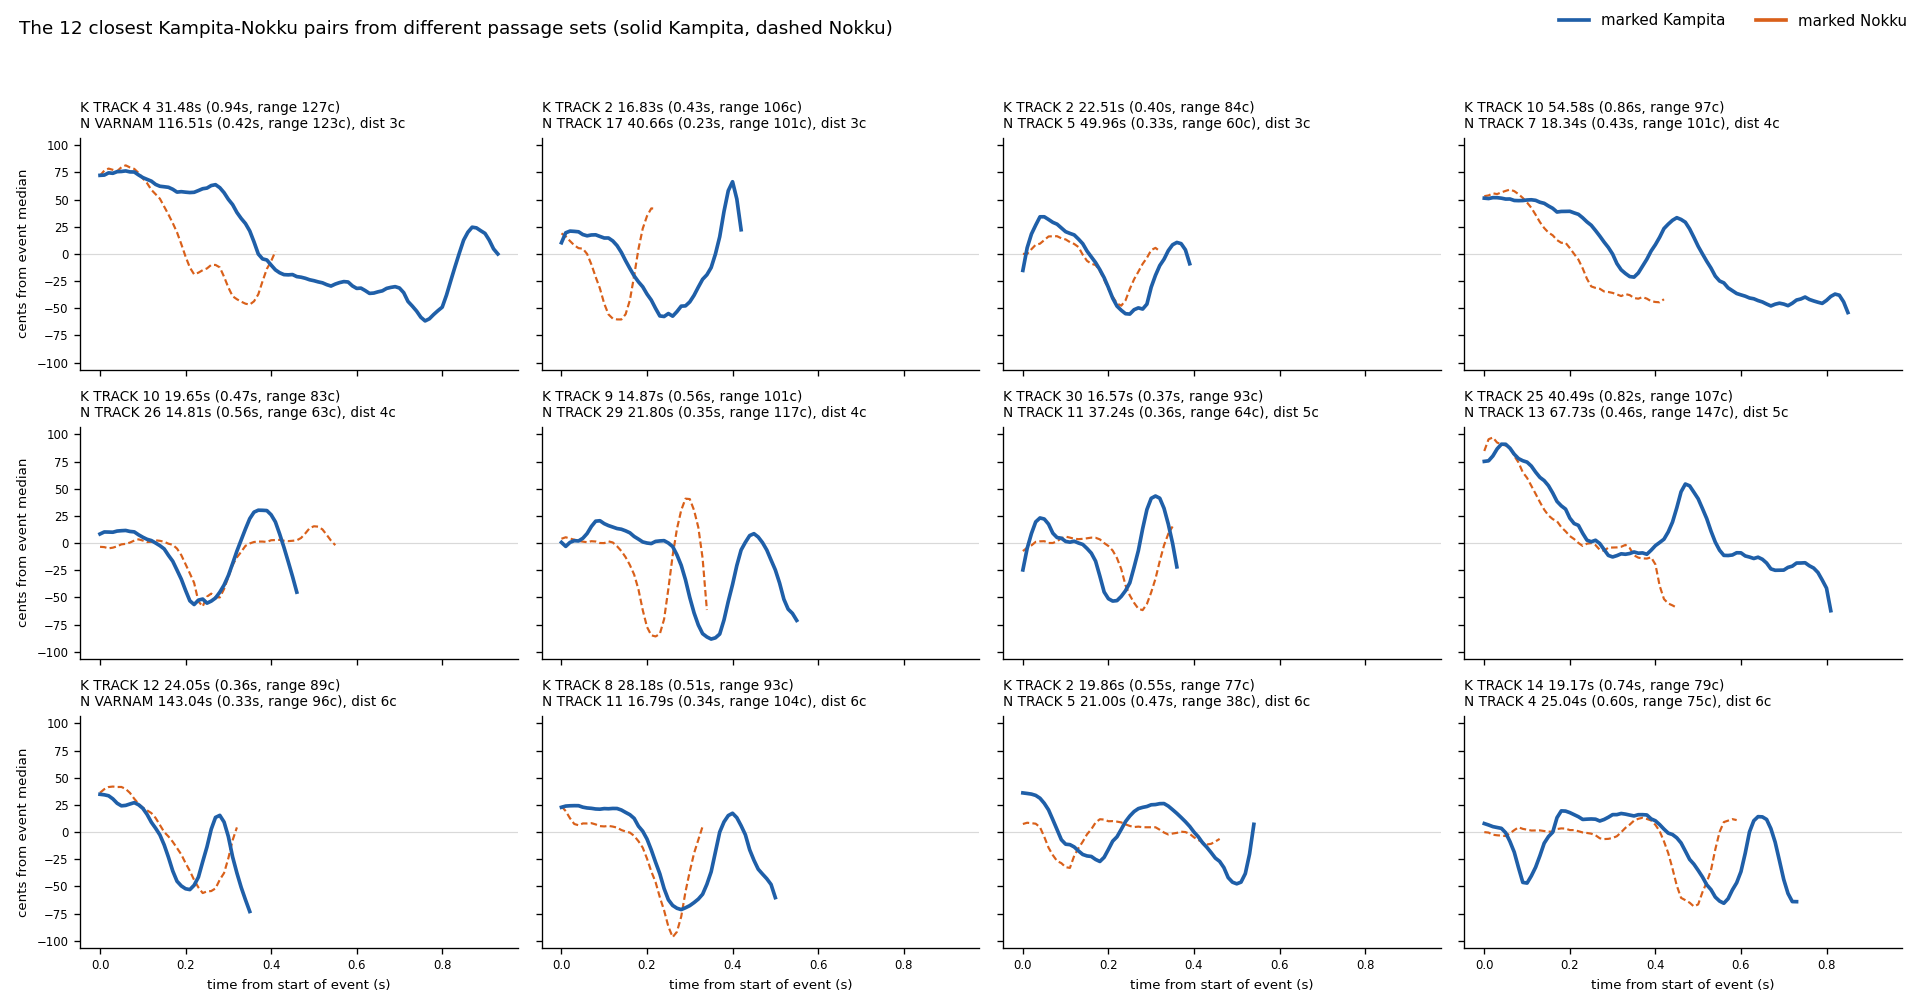 The 12 closest Kampita-Nokku pairs from different passage sets (solid Kampita, dashed Nokku)
marked Kampita
marked Nokku
K TRACK 4 31.48s (0.94s, range 127c)
N VARNAM 116.51s (0.42s, range 123c), dist 3c
K TRACK 2 16.83s (0.43s, range 106c)
N TRACK 17 40.66s (0.23s, range 101c), dist 3c
K TRACK 2 22.51s (0.40s, range 84c)
N TRACK 5 49.96s (0.33s, range 60c), dist 3c
K TRACK 10 54.58s (0.86s, range 97c)
N TRACK 7 18.34s (0.43s, range 101c), dist 4c
cents from event median
100
75
50
25
0
−25
−50
−75
−100
K TRACK 10 19.65s (0.47s, range 83c)
N TRACK 26 14.81s (0.56s, range 63c), dist 4c
K TRACK 9 14.87s (0.56s, range 101c)
N TRACK 29 21.80s (0.35s, range 117c), dist 4c
K TRACK 30 16.57s (0.37s, range 93c)
N TRACK 11 37.24s (0.36s, range 64c), dist 5c
K TRACK 25 40.49s (0.82s, range 107c)
N TRACK 13 67.73s (0.46s, range 147c), dist 5c
cents from event median
100
75
50
25
0
−25
−50
−75
−100
K TRACK 12 24.05s (0.36s, range 89c)
N VARNAM 143.04s (0.33s, range 96c), dist 6c
K TRACK 8 28.18s (0.51s, range 93c)
N TRACK 11 16.79s (0.34s, range 104c), dist 6c
K TRACK 2 19.86s (0.55s, range 77c)
N TRACK 5 21.00s (0.47s, range 38c), dist 6c
K TRACK 14 19.17s (0.74s, range 79c)
N TRACK 4 25.04s (0.60s, range 75c), dist 6c
cents from event median
100
75
50
25
0
−25
−50
−75
−100
0.0 0.2 0.4 0.6 0.8
time from start of event (s)
0.0 0.2 0.4 0.6 0.8
time from start of event (s)
0.0 0.2 0.4 0.6 0.8
time from start of event (s)
0.0 0.2 0.4 0.6 0.8
time from start of event (s)